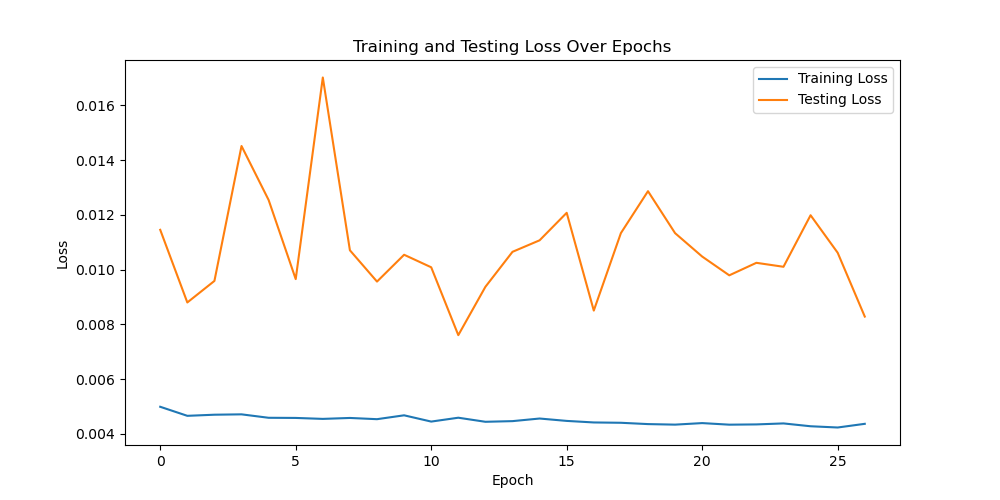 Training and Testing Loss Over Epochs
Training Loss
Testing Loss
0.016
0.014
0.012
0.010
0.008
0.006
0.004
Loss
0 5 10 15 20 25
Epoch